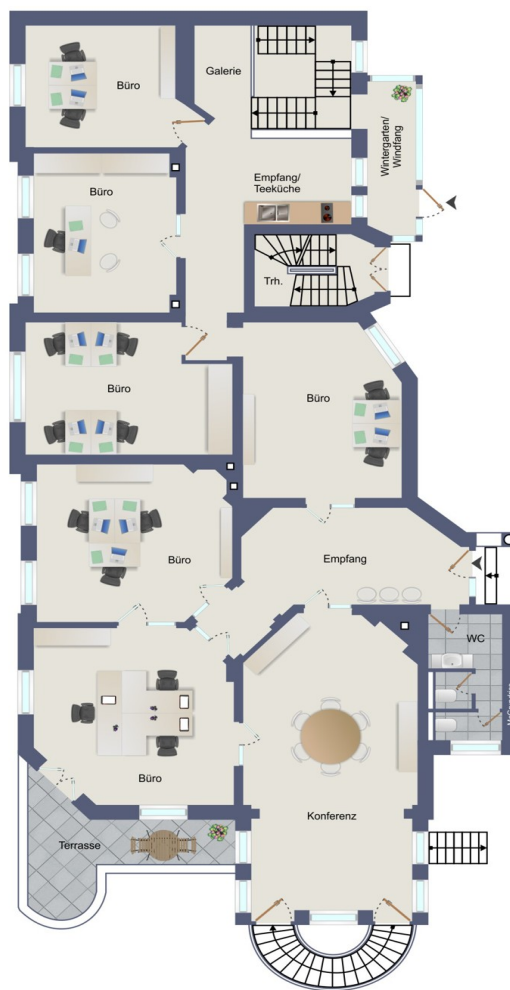 Büro
Galerie
Wintergarten/
Windfang
Büro
Empfang/
Teeküche
Trh.
Büro
Büro
Büro
Empfang
WC
Büro
Konferenz
Terrasse